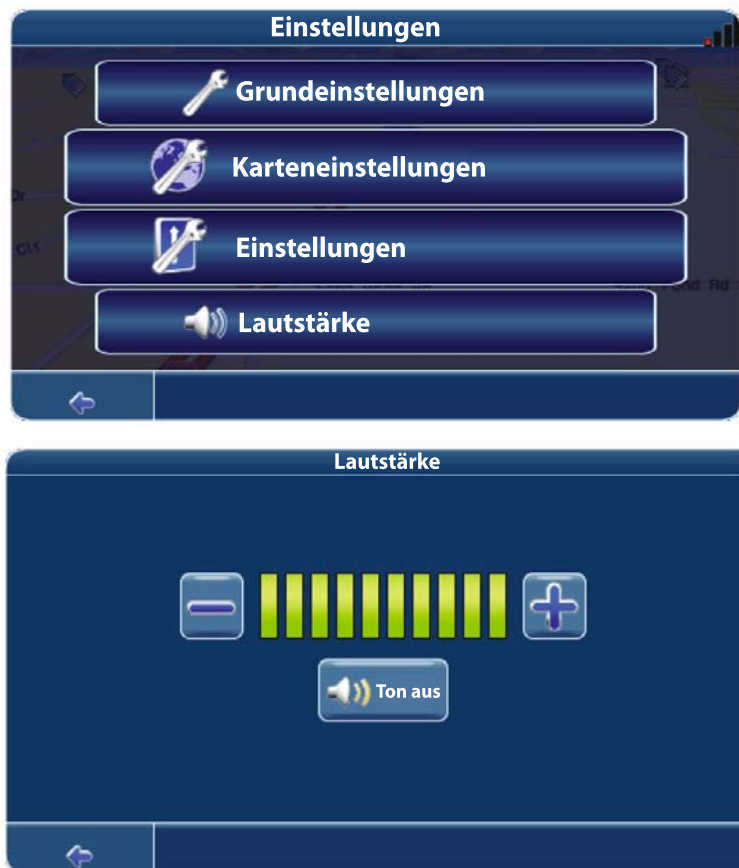 Einstellungen
Grundeinstellungen
Karteneinstellungen
Einstellungen
Lautstärke
Lautstärke
Ton aus